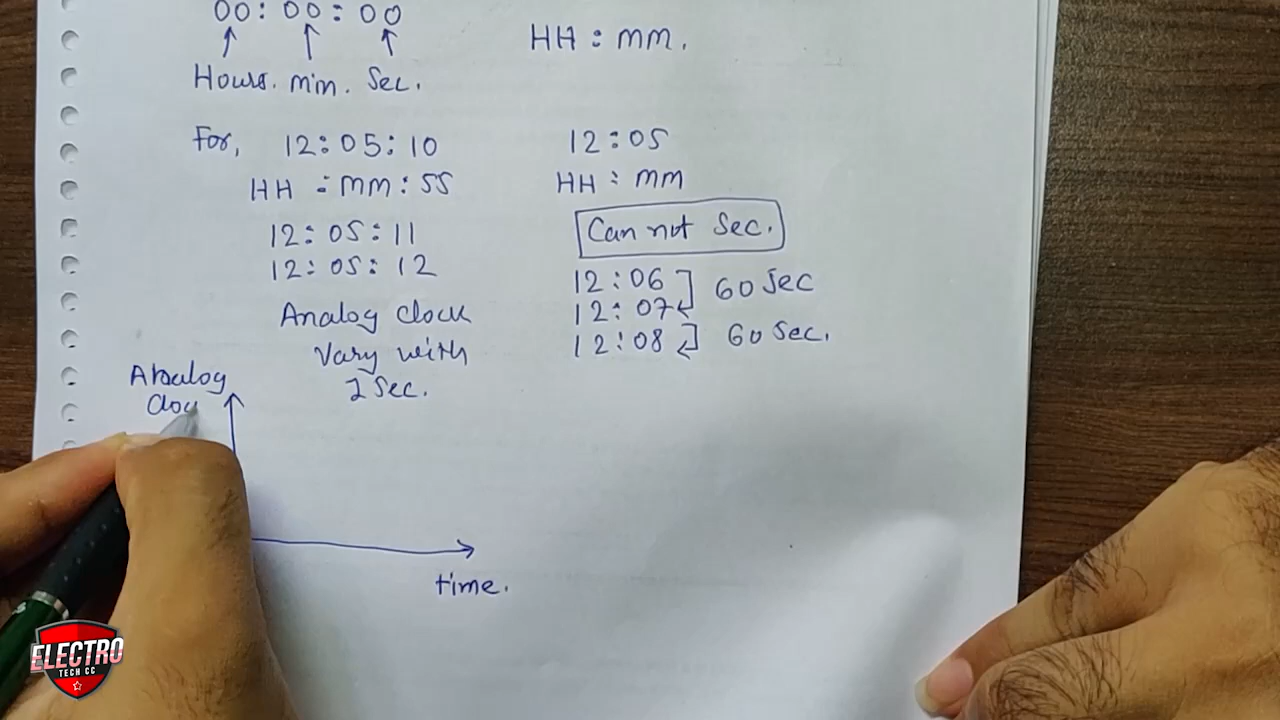 00:00:00
Hours. min. Sec.
HH : mm.
For, 12:05:10
HH : mm : SS
12:05:11
12:05:12
Analog clock
Vary with
1 Sec.
12:05
HH : mm
Can not Sec.
12:06
12:07
60 Sec
12:08
60 Sec.
Analog
Cloc
time.
ELECTRO
TECH CC